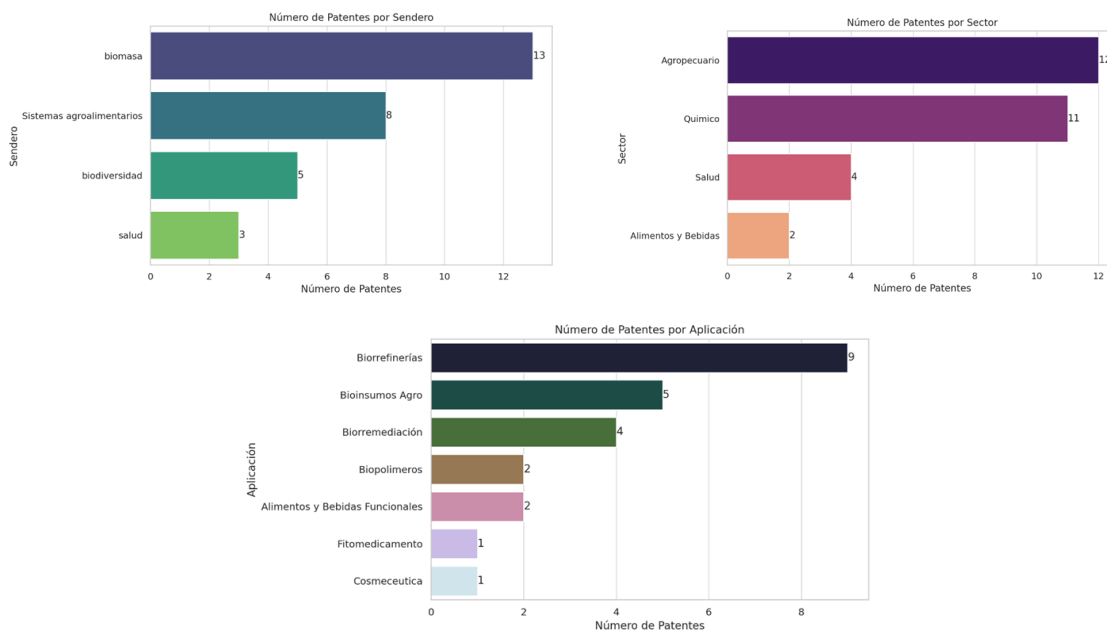 Número de Patentes por Sendero
biomasa
13
Sistemas agroalimentarios
8
biodiversidad
5
salud
3
Sendero
0 2 4 6 8 10 12
Número de Patentes
Número de Patentes por Sector
Agropecuario
12
Quimico
11
Salud
4
Alimentos y Bebidas
2
Sector
0 2 4 6 8 10 12
Número de Patentes
Número de Patentes por Aplicación
Biorrefinerías
9
Bioinsumos Agro
5
Biorremediación
4
Biopolimeros
2
Alimentos y Bebidas Funcionales
2
Fitomedicamento
1
Cosmeceutica
1
Aplicación
0 2 4 6 8
Número de Patentes